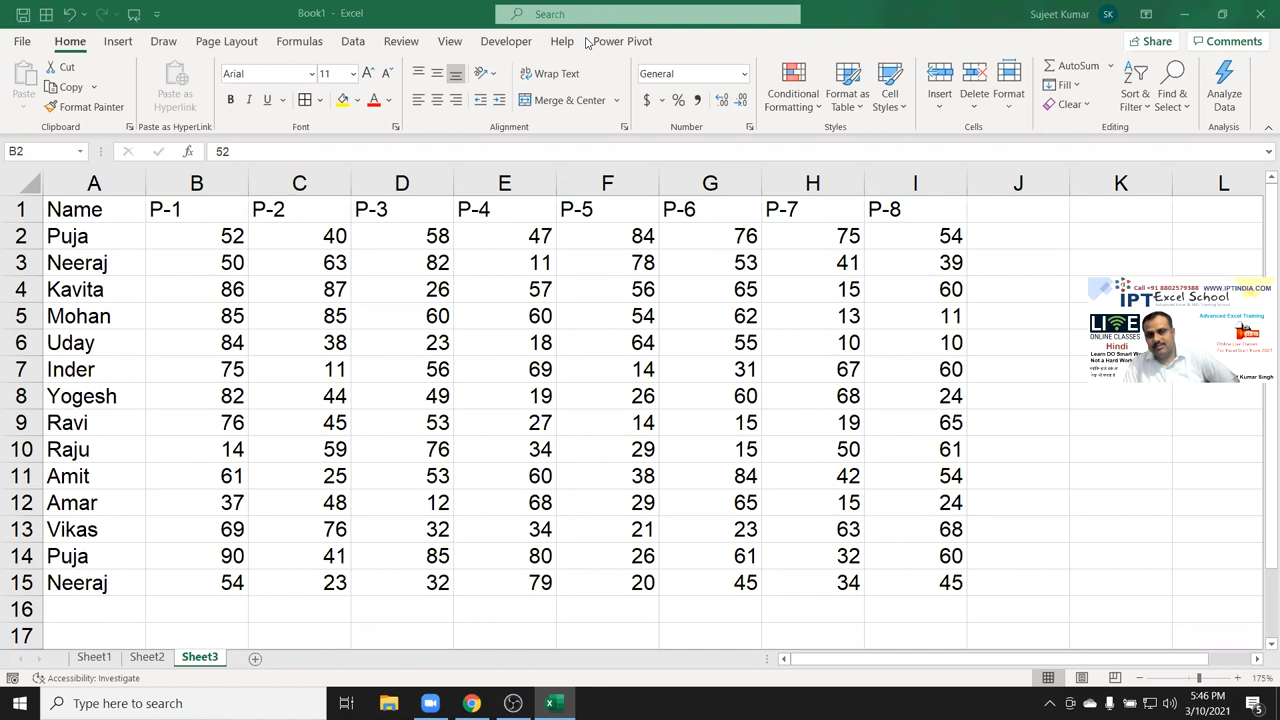 Book1 - Excel
Search
Sujeet Kumar
SK
File Home Insert Draw Page Layout Formulas Data Review View Developer Help Power Pivot
Share
Comments
Paste
Cut
Copy
Format Painter
Clipboard
Paste as
Hyperlink
Paste as HyperLink
Arial
11
B I U
Font
Wrap Text
Merge & Center
Alignment
General
$ % ,
Number
Conditional
Formatting
Format as
Table
Cell
Styles
Styles
Insert
Delete
Format
Cells
AutoSum
Fill
Clear
Sort &
Filter
Find &
Select
Editing
Analyze
Data
Analysis
B2
fx
52
A B C D E F G H I J K L
1 Name P-1 P-2 P-3 P-4 P-5 P-6 P-7 P-8
2 Puja 52 40 58 47 84 76 75 54
3 Neeraj 50 63 82 11 78 53 41 39
4 Kavita 86 87 26 57 56 65 15 60
5 Mohan 85 85 60 60 54 62 13 11
6 Uday 84 38 23 18 64 55 10 10
7 Inder 75 11 56 69 14 31 67 60
8 Yogesh 82 44 49 19 26 60 68 24
9 Ravi 76 45 53 27 14 15 19 65
10 Raju 14 59 76 34 29 15 50 61
11 Amit 61 25 53 60 38 84 42 54
12 Amar 37 48 12 68 29 65 15 24
13 Vikas 69 76 32 34 21 23 63 68
14 Puja 90 41 85 80 26 61 32 60
15 Neeraj 54 23 32 79 20 45 34 45
16
17
Call +91 8802579388 WWW.IPTINDIA.COM
IPT Excel School
LIVE
ONLINE CLASSES
Hindi
Advanced Excel Training
Kumar Singh
Sheet1 Sheet2 Sheet3
Accessibility: Investigate
175%
Type here to search
5:46 PM
3/10/2021